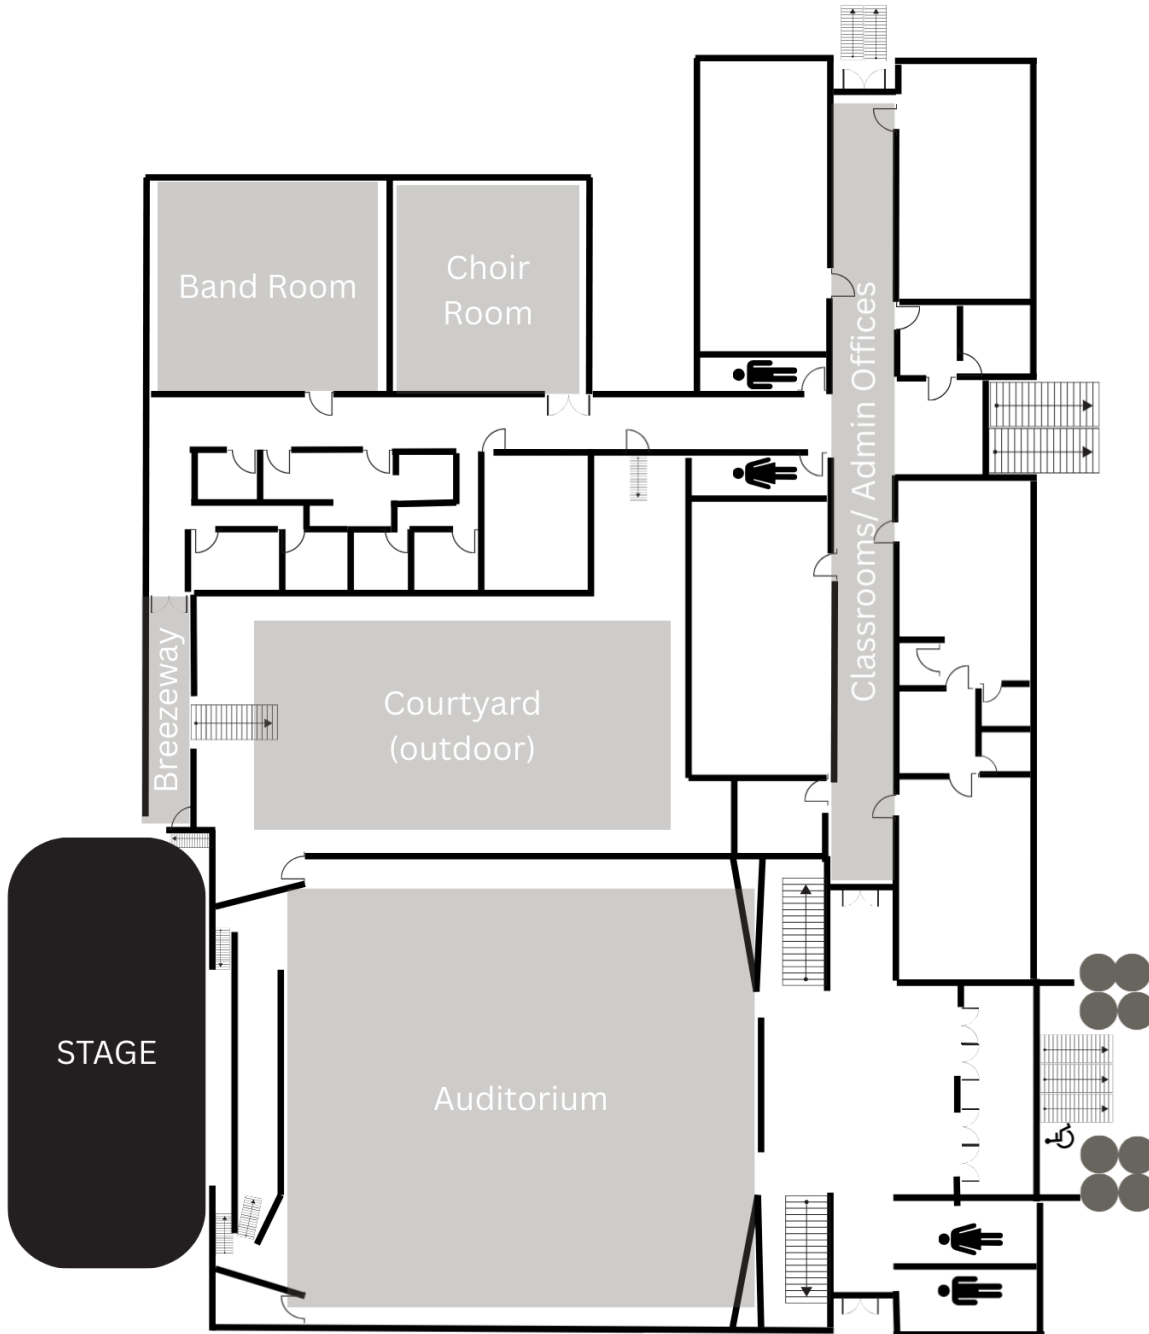 Band Room
Choir
Room
Classrooms/ Admin Offices
Breezeway
Courtyard
(outdoor)
STAGE
Auditorium